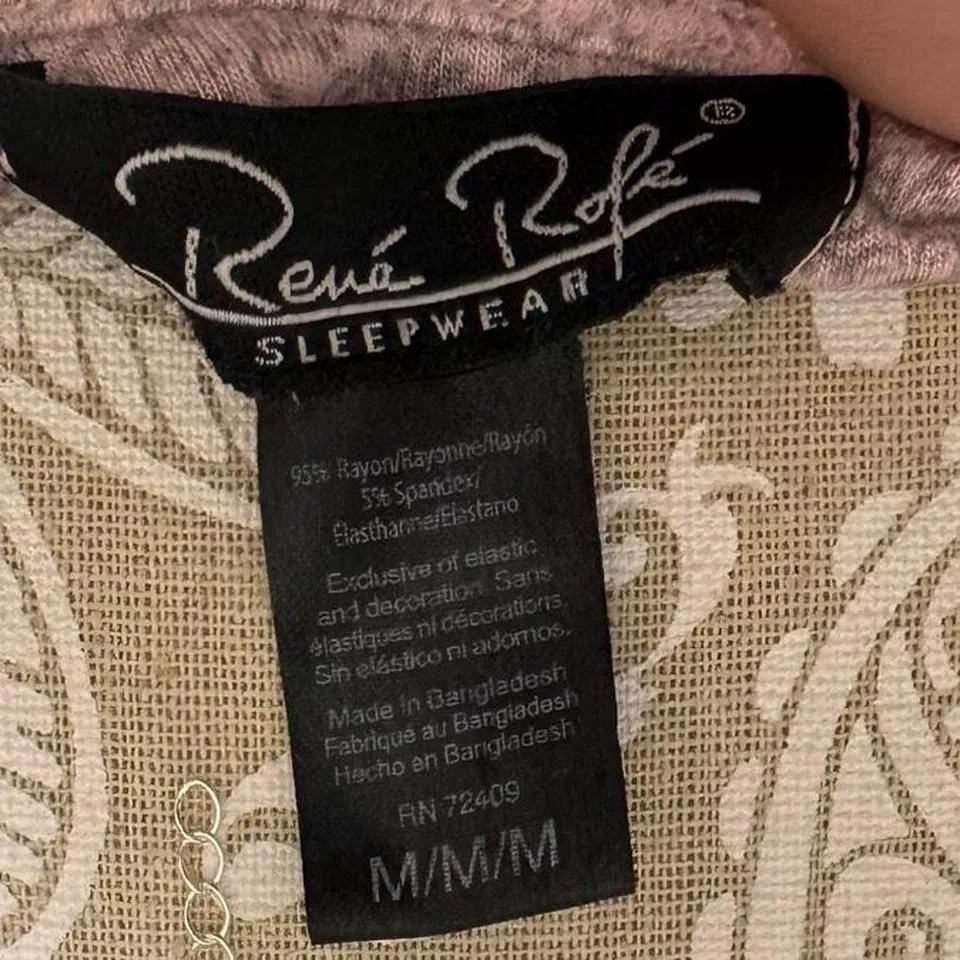 René Rofé ®
SLEEPWEAR
95% Rayon/Rayonne/Rayón
5% Spandex/
Élasthanne/Elastano
Exclusive of elastic
and decoration. Sans
élastiques ni décorations.
Sin elástico ni adornos.
Made in Bangladesh
Fabriqué au Bangladesh
Hecho en Bangladesh
RN 72409
M/M/M